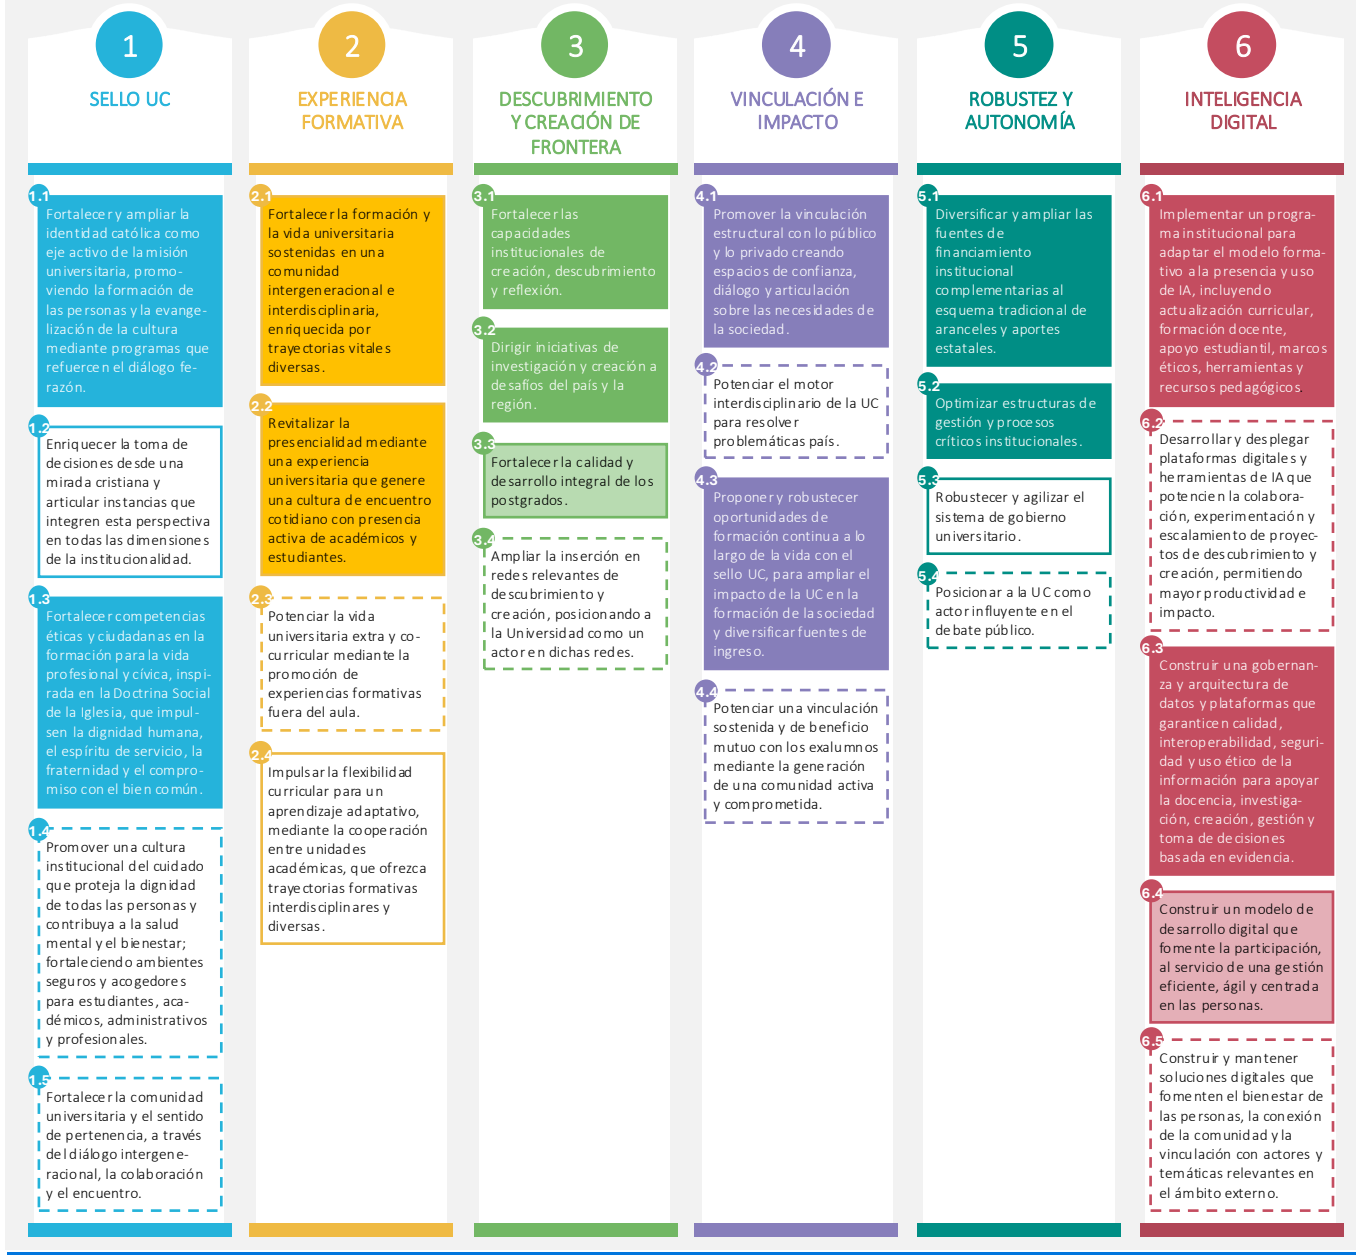 1
SELLO UC
1.1
Fortalecer y ampliar la
identidad católica como
eje activo de la misión
universitaria, promo-
viendo la formación de
las personas y la evange-
lización de la cultura
mediante programas que
refuercen el diálogo fe-
razón.
1.2
Enriquecer la toma de
decisiones desde una
mirada cristiana y
articular instancias que
integren esta perspectiva
en todas las dimensiones
de la institucionalidad.
1.3
Fortalecer competencias
éticas y ciudadanas en la
formación para la vida
profesional y cívica, inspi-
rada en la Doctrina Social
de la Iglesia, que impul-
sen la dignidad humana,
el espíritu de servicio, la
fraternidad y el compro-
miso con el bien común.
1.4
Promover una cultura
institucional del cuidado
que proteja la dignidad
de todas las personas y
contribuya a la salud
mental y el bienestar;
fortaleciendo ambientes
seguros y acogedores
para estudiantes, aca-
démicos, administrativos
y profesionales.
1.5
Fortalecer la comunidad
universitaria y el sentido
de pertenencia, a través
del diálogo intergene-
racional, la colaboración
y el encuentro.
2
EXPERIENCIA
FORMATIVA
2.1
Fortalecer la formación y
la vida universitaria
sostenidas en una
comunidad
intergeneracional e
interdisciplinaria,
enriquecida por
trayectorias vitales
diversas.
2.2
Revitalizar la
presencialidad mediante
una experiencia
universitaria que genere
una cultura de encuentro
cotidiano con presencia
activa de académicos y
estudiantes.
2.3
Potenciar la vida
universitaria extra y co-
curricular mediante la
promoción de
experiencias formativas
fuera del aula.
2.4
Impulsar la flexibilidad
curricular para un
aprendizaje adaptativo,
mediante la cooperación
entre unidades
académicas, que ofrezca
trayectorias formativas
interdisciplinares y
diversas.
3
DESCUBRIMIENTO
Y CREACIÓN DE
FRONTERA
3.1
Fortalecer las
capacidades
institucionales de
creación, descubrimiento
y reflexión.
3.2
Dirigir iniciativas de
investigación y creación a
desafíos del país y la
región.
3.3
Fortalecer la calidad y
desarrollo integral de los
postgrados.
3.4
Ampliar la inserción en
redes relevantes de
descubrimiento y
creación, posicionando a
la Universidad como un
actor en dichas redes.
4
VINCULACIÓN E
IMPACTO
4.1
Promover la vinculación
estructural con lo público
y lo privado creando
espacios de confianza,
diálogo y articulación
sobre las necesidades de
la sociedad.
4.2
Potenciar el motor
interdisciplinario de la UC
para resolver
problemáticas país.
4.3
Proponer y robustecer
oportunidades de
formación continua a lo
largo de la vida con el
sello UC, para ampliar el
impacto de la UC en la
formación de la sociedad
y diversificar fuentes de
ingreso.
4.4
Potenciar una vinculación
sostenida y de beneficio
mutuo con los exalumnos
mediante la generación
de una comunidad activa
y comprometida.
5
ROBUSTEZ Y
AUTONOMÍA
5.1
Diversificar y ampliar las
fuentes de
financiamiento
institucional
complementarias al
esquema tradicional de
aranceles y aportes
estatales.
5.2
Optimizar estructuras de
gestión y procesos
críticos institucionales.
5.3
Robustecer y agilizar el
sistema de gobierno
universitario.
5.4
Posicionar a la UC como
actor influyente en el
debate público.
6
INTELIGENCIA
DIGITAL
6.1
Implementar un progra-
ma institucional para
adaptar el modelo forma-
tivo a la presencia y uso
de IA, incluyendo
actualización curricular,
formación docente,
apoyo estudiantil, marcos
éticos, herramientas y
recursos pedagógicos
6.2
Desarrollar y desplegar
plataformas digitales y
herramientas de IA que
potencien la colabora-
ción, experimentación y
escalamiento de proyec-
tos de descubrimiento y
creación, permitiendo
mayor productividad e
impacto.
6.3
Construir una gobernan-
za y arquitectura de
datos y plataformas que
garanticen calidad,
interoperabilidad, seguri-
dad y uso ético de la
información para apoyar
la docencia, investiga-
ción, creación, gestión y
toma de decisiones
basada en evidencia.
6.4
Construir un modelo de
desarrollo digital que
fomente la participación,
al servicio de una gestión
eficiente, ágil y centrada
en las personas.
6.5
Construir y mantener
soluciones digitales que
fomenten el bienestar de
las personas, la conexión
de la comunidad y la
vinculación con actores y
temáticas relevantes en
el ámbito externo.